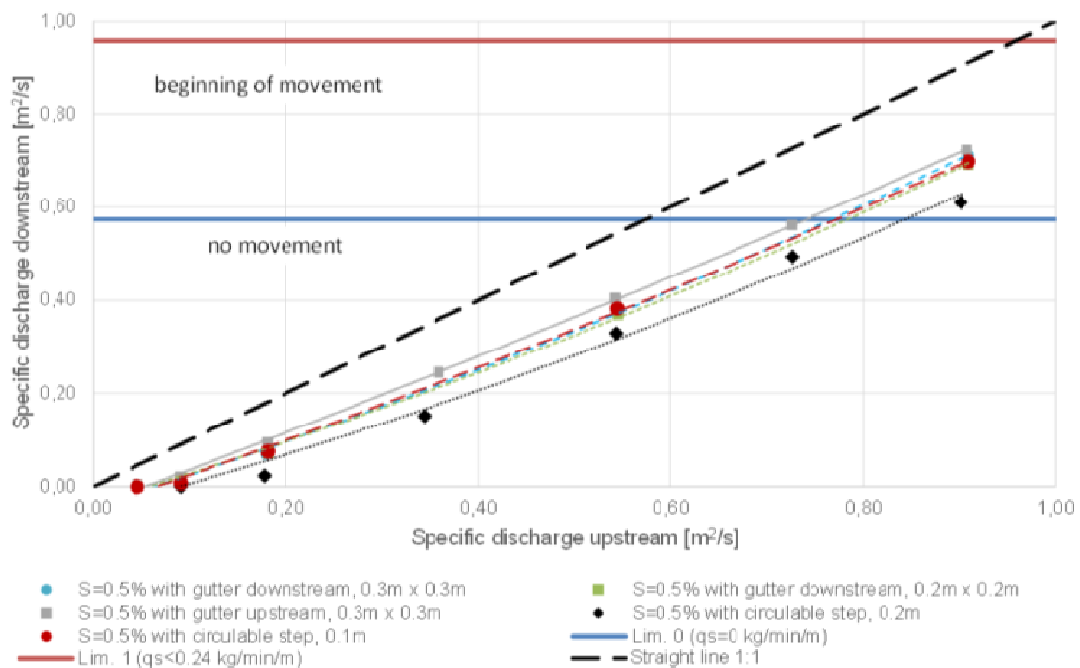 1,00
0,80
0,60
0,40
0,20
0,00
Specific discharge downstream [m²/s]
beginning of movement
no movement
0,00 0,20 0,40 0,60 0,80 1,00
Specific discharge upstream [m²/s]
S=0.5% with gutter downstream, 0.3m x 0.3m
S=0.5% with gutter downstream, 0.2m x 0.2m
S=0.5% with gutter upstream, 0.3m x 0.3m
S=0.5% with circulable step, 0.2m
S=0.5% with circulable step, 0.1m
Lim. 0 (qs=0 kg/min/m)
Lim. 1 (qs<0.24 kg/min/m)
Straight line 1:1